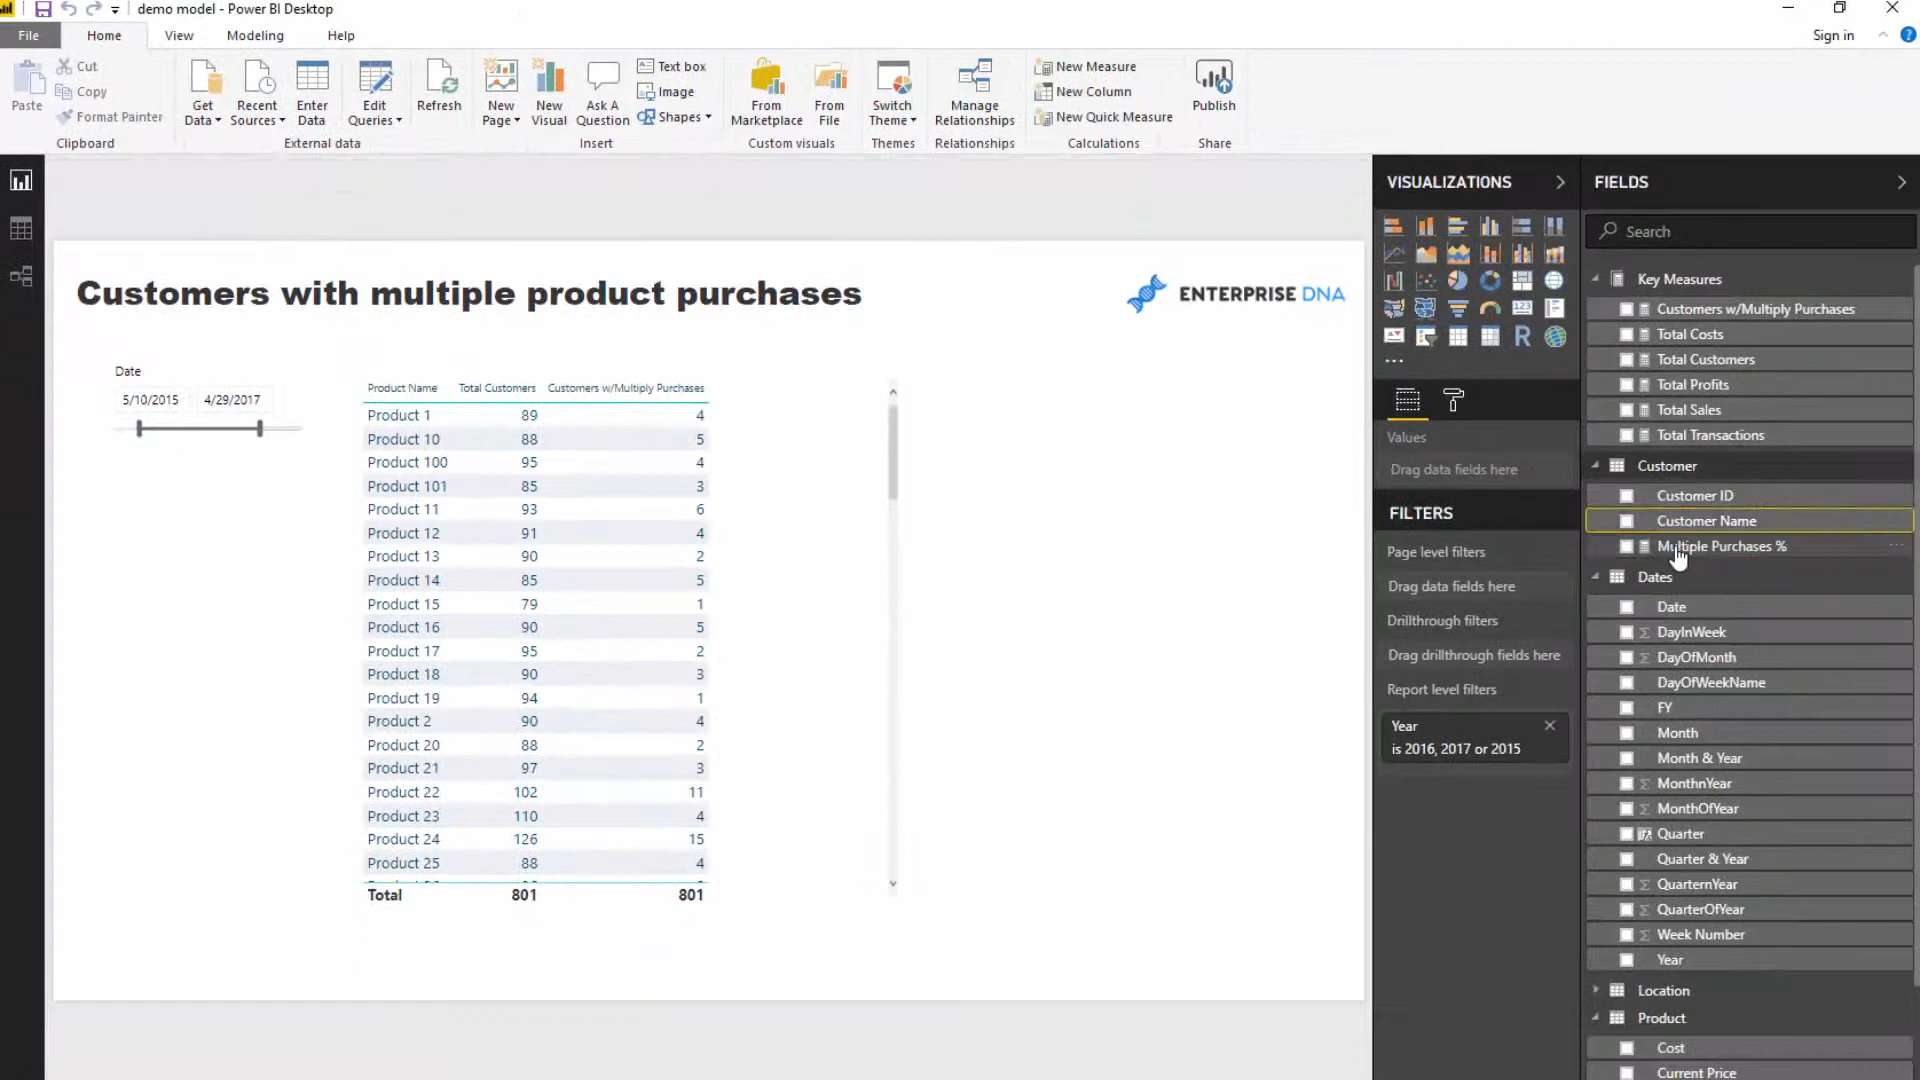 demo model - Power BI Desktop
File
Home
View
Modeling
Help
Sign in
Paste
Cut
Copy
Format Painter
Clipboard
Get Data
Recent Sources
Enter Data
Edit Queries
Refresh
External data
New Page
New Visual
Ask A Question
Text box
Image
Shapes
Insert
From Marketplace
From File
Custom visuals
Switch Theme
Themes
Manage Relationships
Relationships
New Measure
New Column
New Quick Measure
Calculations
Publish
Share
Customers with multiple product purchases
ENTERPRISE DNA
Date
5/10/2015 4/29/2017
Product Name Total Customers Customers w/Multiply Purchases
Product 1 89 4
Product 10 88 5
Product 100 95 4
Product 101 85 3
Product 11 93 6
Product 12 91 4
Product 13 90 2
Product 14 85 5
Product 15 79 1
Product 16 90 5
Product 17 95 2
Product 18 90 3
Product 19 94 1
Product 2 90 4
Product 20 88 2
Product 21 97 3
Product 22 102 11
Product 23 110 4
Product 24 126 15
Product 25 88 4
Total 801 801
VISUALIZATIONS
Values
Drag data fields here
FILTERS
Page level filters
Drag data fields here
Drillthrough filters
Drag drillthrough fields here
Report level filters
Year
is 2016, 2017 or 2015
FIELDS
Search
Key Measures
Customers w/Multiply Purchases
Total Costs
Total Customers
Total Profits
Total Sales
Total Transactions
Customer
Customer ID
Customer Name
Multiple Purchases %
Dates
Date
DayInWeek
DayOfMonth
DayOfWeekName
FY
Month
Month & Year
MonthnYear
MonthOfYear
Quarter
Quarter & Year
QuarternYear
QuarterOfYear
Week Number
Year
Location
Product
Cost
Current Price